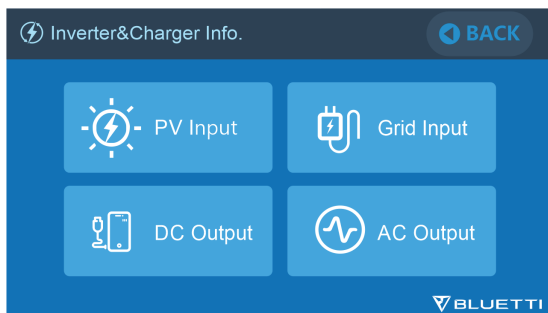 Inverter&Charger Info.
BACK
PV Input
Grid Input
DC Output
AC Output
BLUETTI